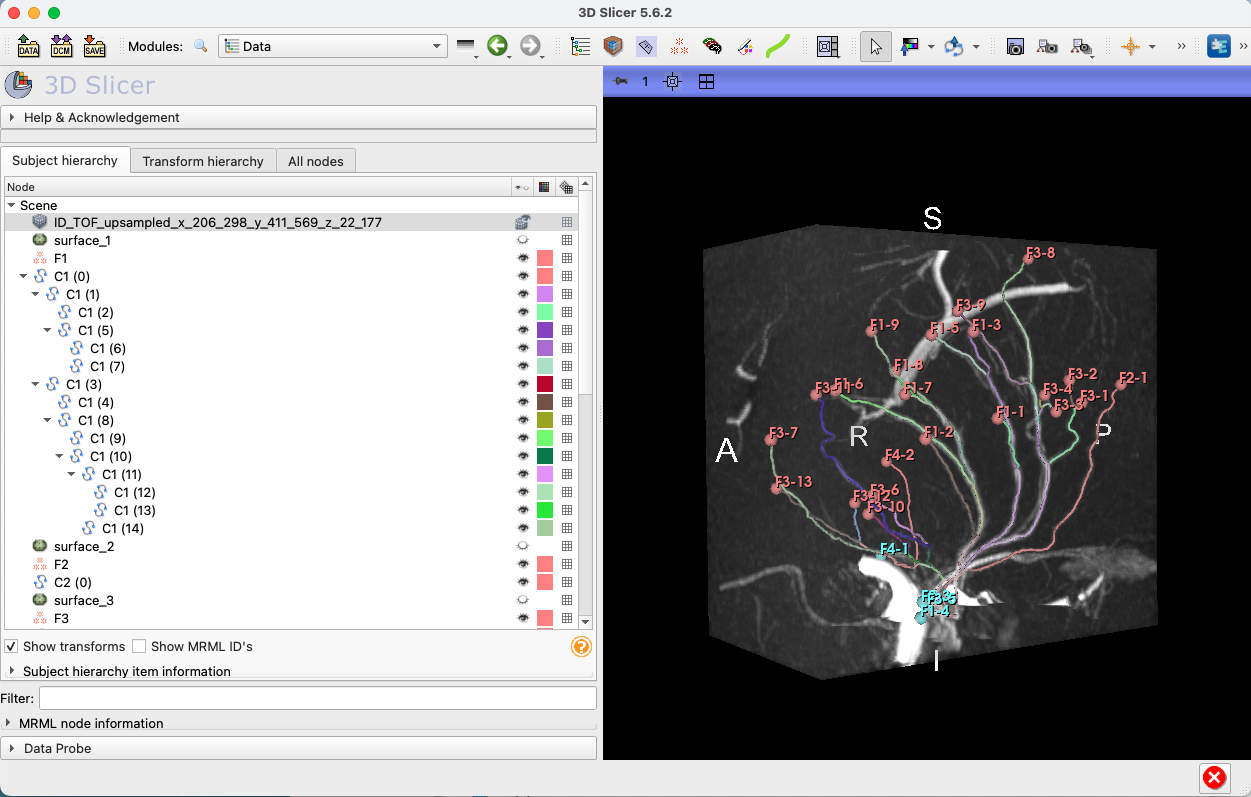 3D Slicer 5.6.2
DATA DCM SAVE Modules: Data » »
3D Slicer
1
Help & Acknowledgement
Subject hierarchy Transform hierarchy All nodes
Node
Scene
ID_TOF_upsampled_x_206_298_y_411_569_z_22_177
surface_1
F1
C1 (0)
C1 (1)
C1 (2)
C1 (5)
C1 (6)
C1 (7)
C1 (3)
C1 (4)
C1 (8)
C1 (9)
C1 (10)
C1 (11)
C1 (12)
C1 (13)
C1 (14)
surface_2
F2
C2 (0)
surface_3
F3
Show transforms Show MRML ID's
Subject hierarchy item information
Filter:
MRML node information
Data Probe
S
F3-8
F3-9
F1-9 F1-5 F1-3
F1-8
F3-2 F2-1
F3-11 F1-6 F1-7 F3-4 F3-1
F3-3
F1-1
F3-7 R F1-2 P
A
F4-2
F3-13
F3-6
F3-12
F3-10
F4-1
F3-5
F1-4
I